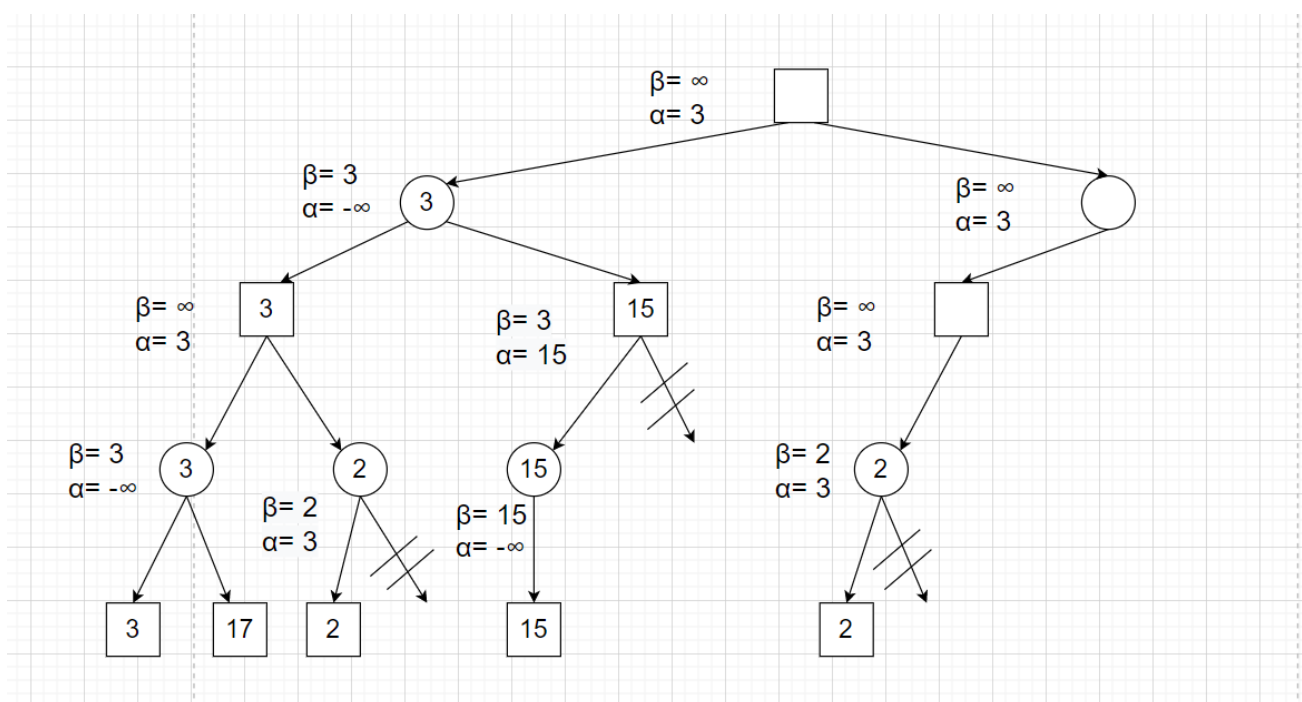 β= ∞
α= 3
β= 3
α= -∞
3
β= ∞
α= 3
β= ∞
α= 3
3
β= 3
α= 15
15
β= ∞
α= 3
β= 3
α= -∞
3
2
β= 2
α= 3
15
β= 15
α= -∞
β= 2
α= 3
2
3
17
2
15
2